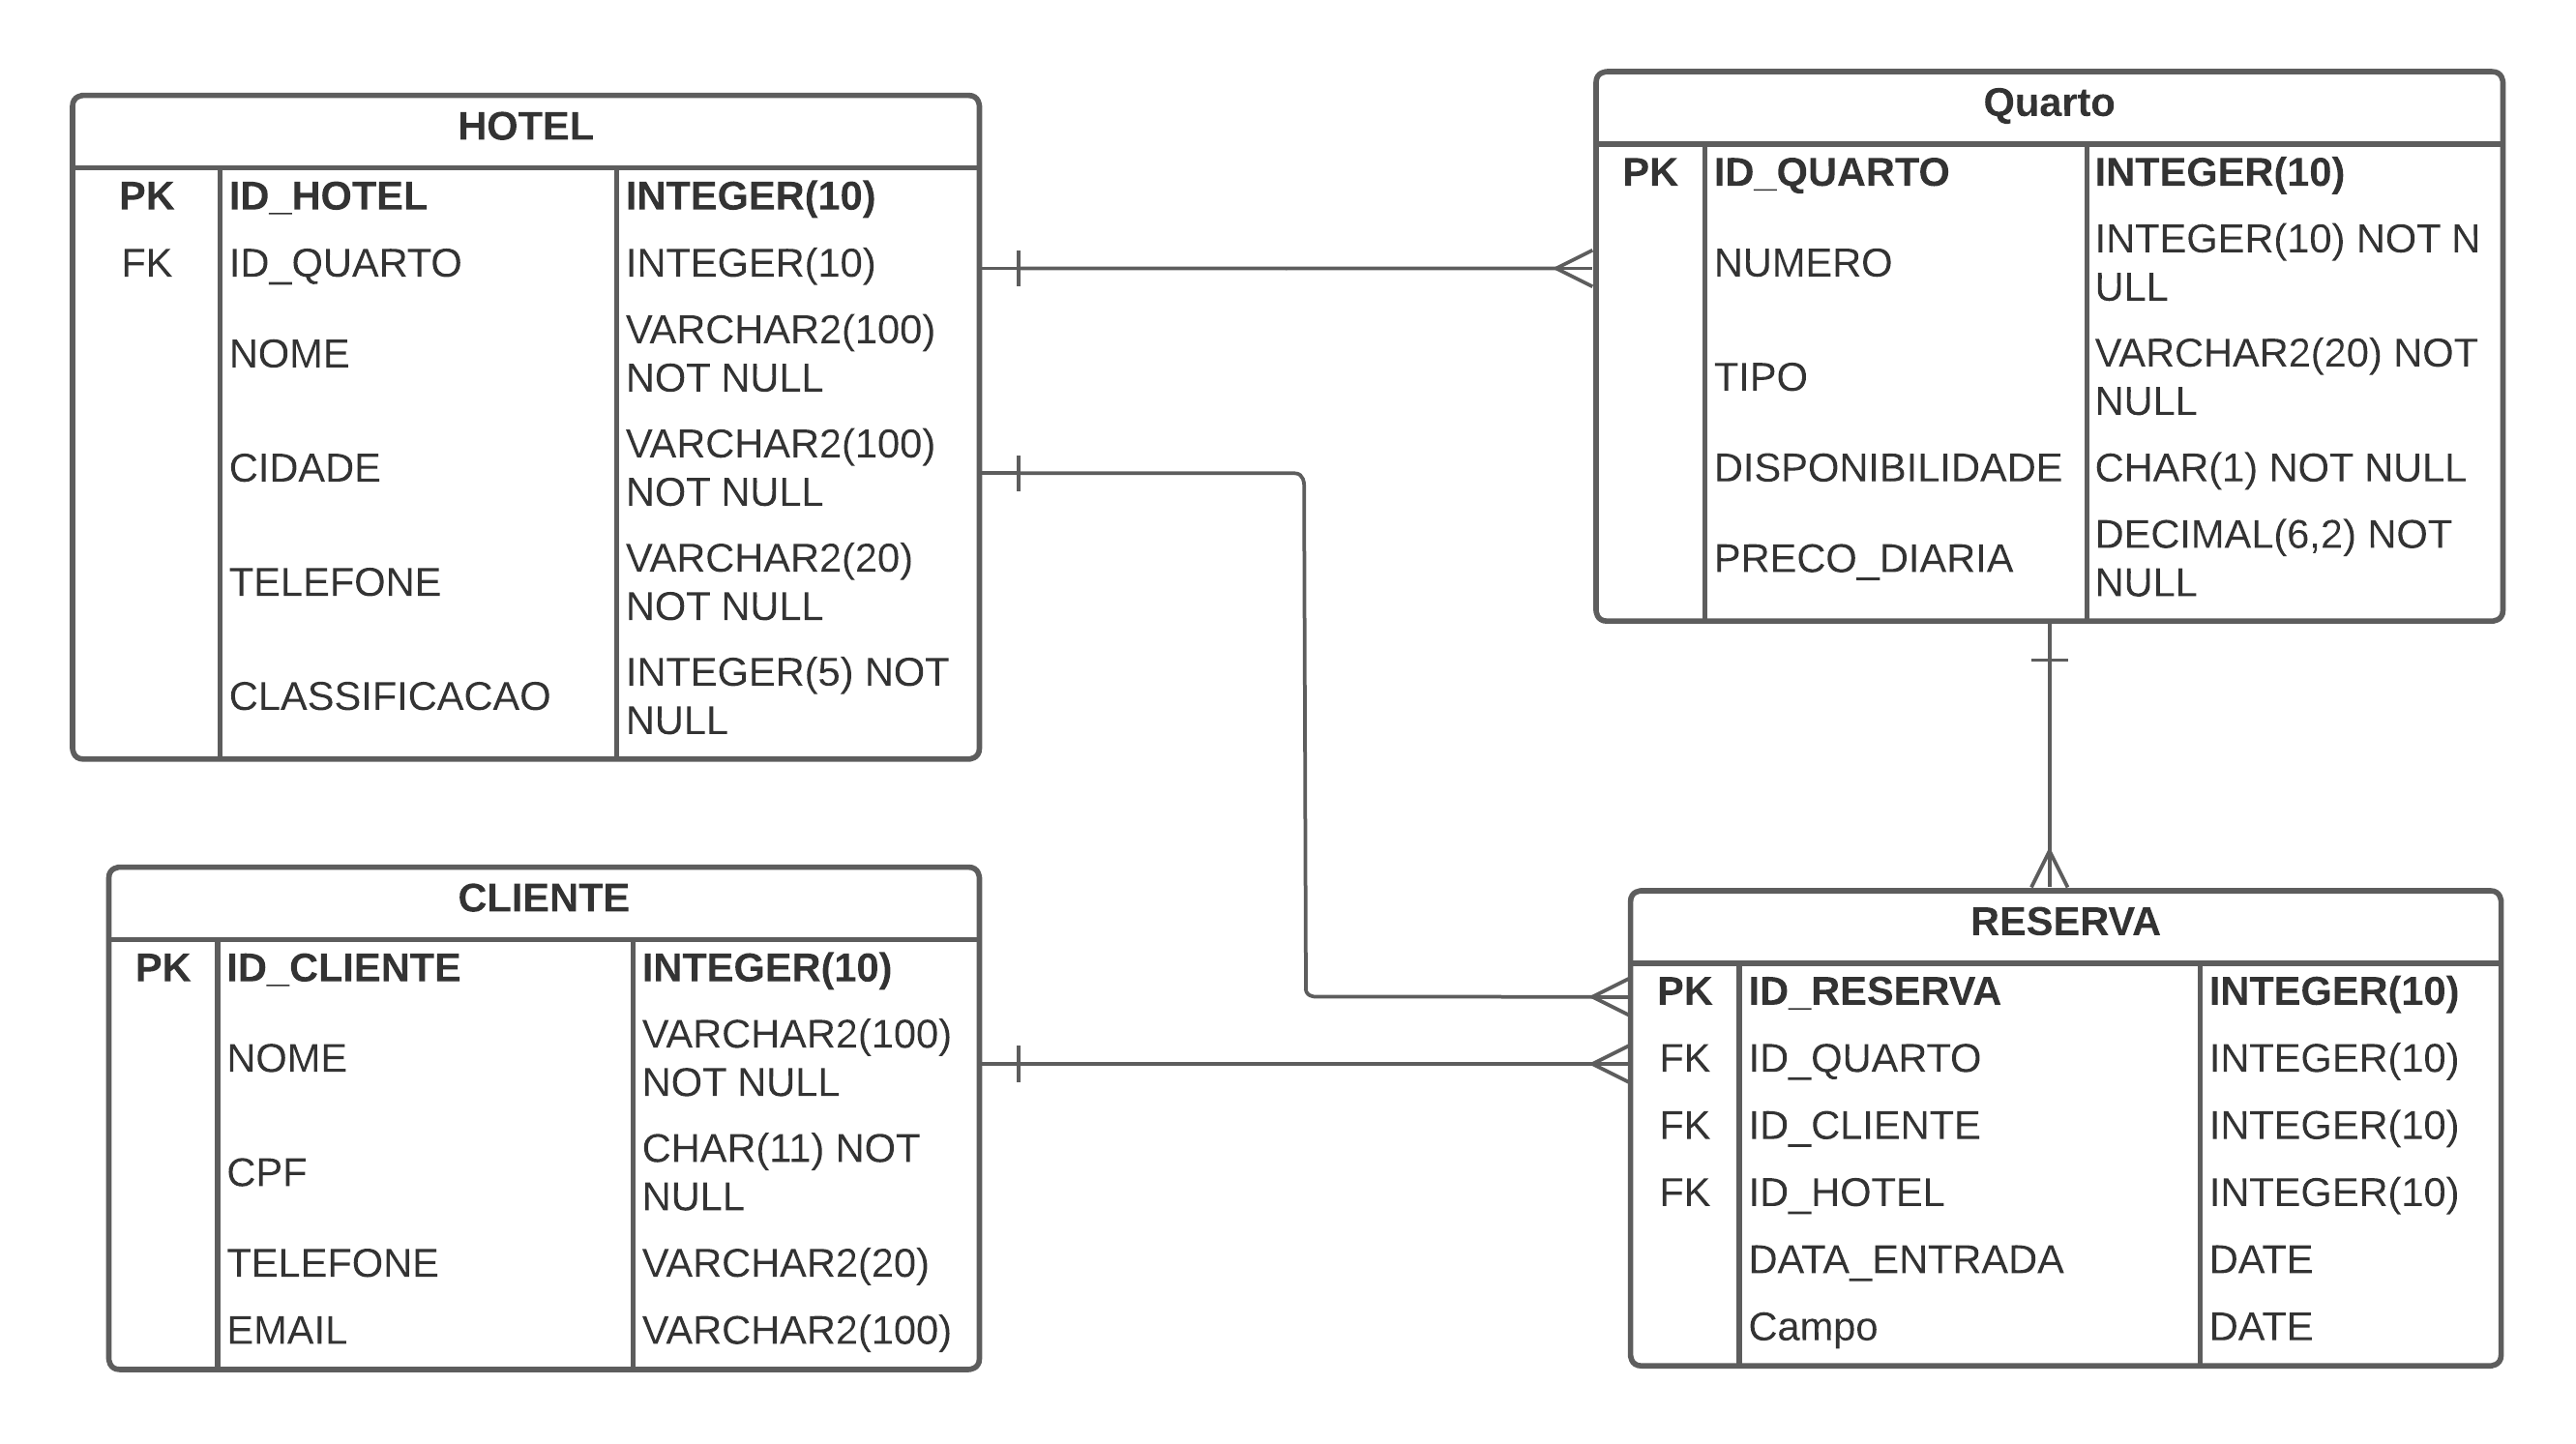 HOTEL
PK ID_HOTEL INTEGER(10)
FK ID_QUARTO INTEGER(10)
NOME VARCHAR2(100)
NOT NULL
CIDADE VARCHAR2(100)
NOT NULL
TELEFONE VARCHAR2(20)
NOT NULL
CLASSIFICACAO INTEGER(5) NOT
NULL
Quarto
PK ID_QUARTO INTEGER(10)
NUMERO INTEGER(10) NOT N
ULL
TIPO VARCHAR2(20) NOT
NULL
DISPONIBILIDADE CHAR(1) NOT NULL
PRECO_DIARIA DECIMAL(6,2) NOT
NULL
CLIENTE
PK ID_CLIENTE INTEGER(10)
NOME VARCHAR2(100)
NOT NULL
CPF CHAR(11) NOT
NULL
TELEFONE VARCHAR2(20)
EMAIL VARCHAR2(100)
RESERVA
PK ID_RESERVA INTEGER(10)
FK ID_QUARTO INTEGER(10)
FK ID_CLIENTE INTEGER(10)
FK ID_HOTEL INTEGER(10)
DATA_ENTRADA DATE
Campo DATE